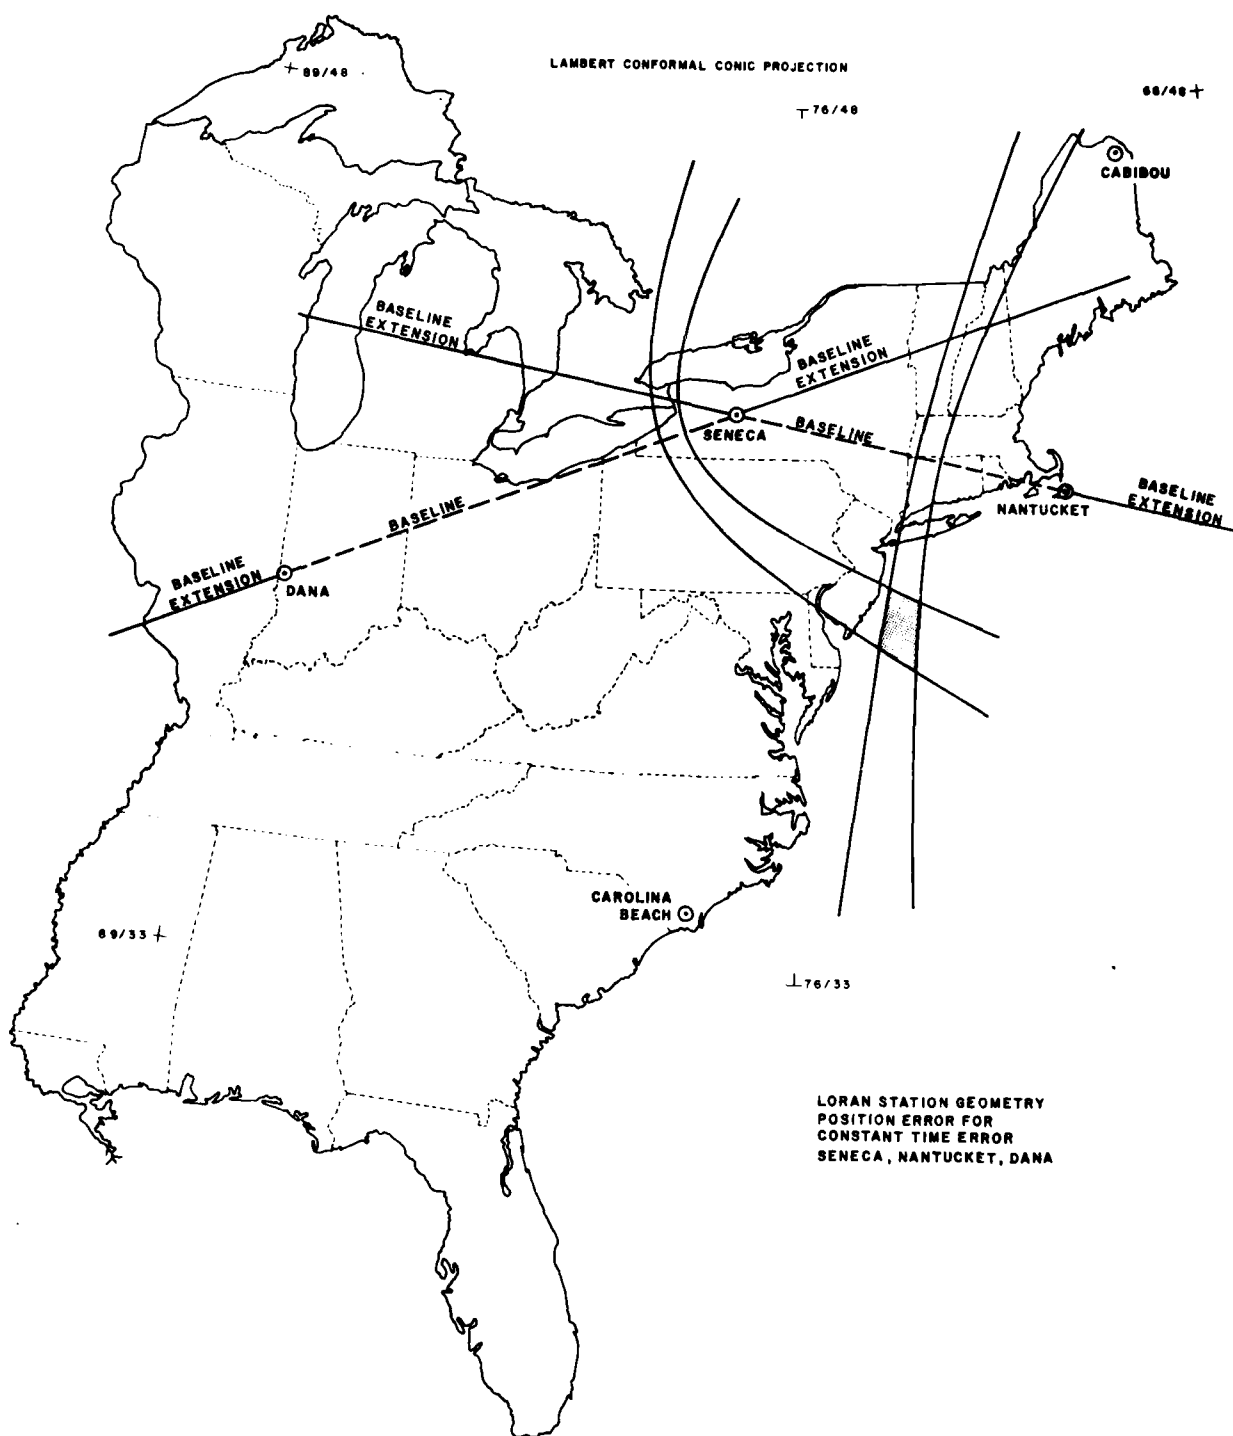 LAMBERT CONFORMAL CONIC PROJECTION
89/48
76/48
66/48
CABIBOU
BASELINE
EXTENSION
BASELINE
EXTENSION
SENECA
BASELINE
BASELINE
NANTUCKET
BASELINE
EXTENSION
BASELINE
EXTENSION
DANA
CAROLINA
BEACH
69/33
76/33
LORAN STATION GEOMETRY
POSITION ERROR FOR
CONSTANT TIME ERROR
SENECA, NANTUCKET, DANA